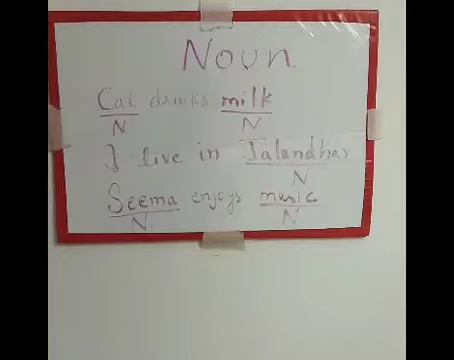 Noun
Cat drinks milk
N N
I live in Jalandhar
N
Seema enjoys music
N N